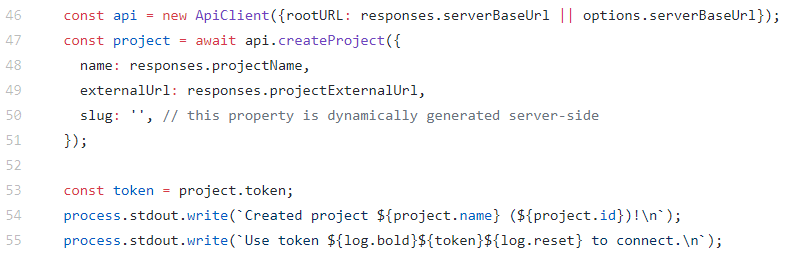 46 const api = new ApiClient({rootURL: responses.serverBaseUrl || options.serverBaseUrl});
47 const project = await api.createProject({
48 name: responses.projectName,
49 externalUrl: responses.projectExternalUrl,
50 slug: '', // this property is dynamically generated server-side
51 });
52
53 const token = project.token;
54 process.stdout.write(`Created project ${project.name} (${project.id})!\n`);
55 process.stdout.write(`Use token ${log.bold}${token}${log.reset} to connect.\n`);